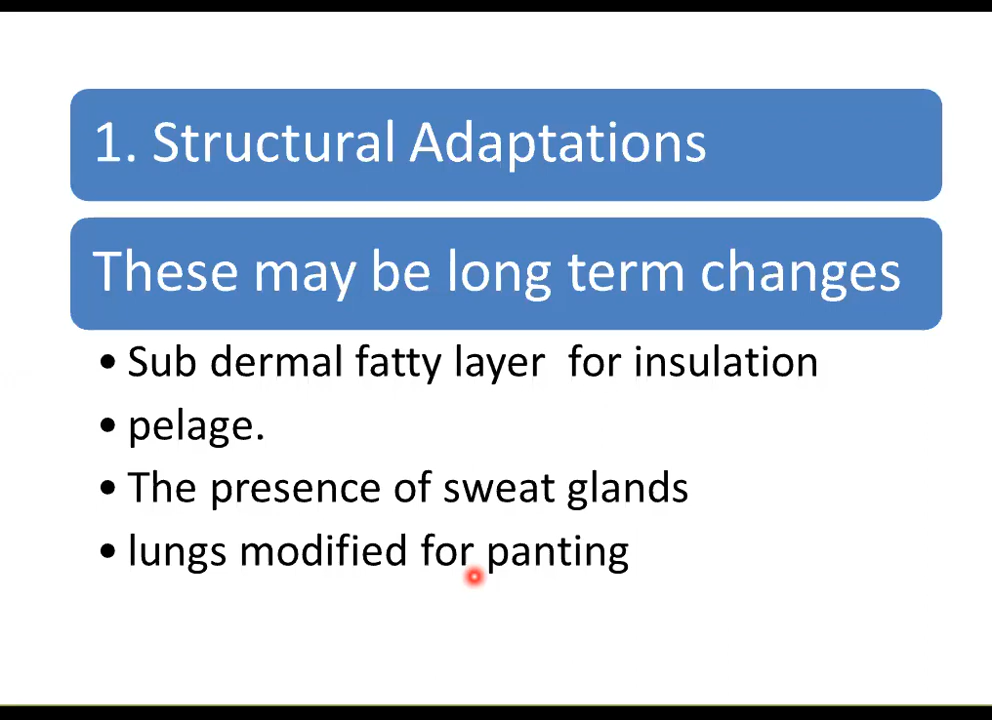 1. Structural Adaptations
These may be long term changes
• Sub dermal fatty layer  for insulation
• pelage.
• The presence of sweat glands
• lungs modified for panting